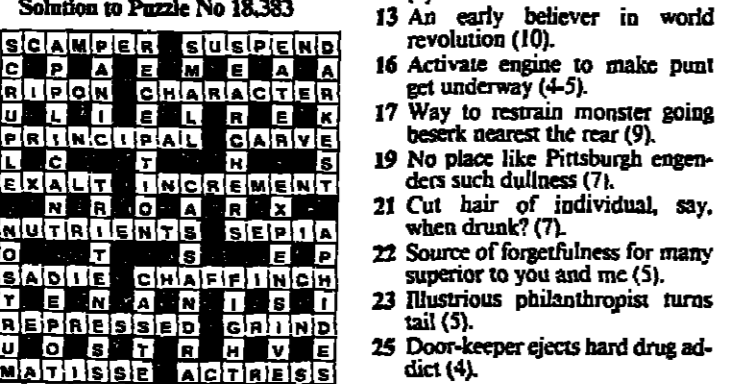 Solution to Puzzle No 18,383
SCAMPER SUSPEND
C P A E M E A A
RIPON CHARACTER
U L I E L R E K
PRINCIPAL CARVE
L C T H S
EXALT INCREMENT
N R O A R X
NUTRIENTS SEPIA
O T S E P
SADIE CHAFFINCH
T E N A N I S I
REPRESSED GRIND
U O S T R H V E
MATISSE ACTRESS
13 An early believer in world
revolution (10).
16 Activate engine to make punt
get underway (4-5).
17 Way to restrain monster going
beserk nearest the rear (9).
19 No place like Pittsburgh engen-
ders such dullness (7).
21 Cut hair of individual, say,
when drunk? (7).
22 Source of forgetfulness for many
superior to you and me (5).
23 Illustrious philanthropist turns
tail (5).
25 Door-keeper ejects hard drug ad-
dict (4).